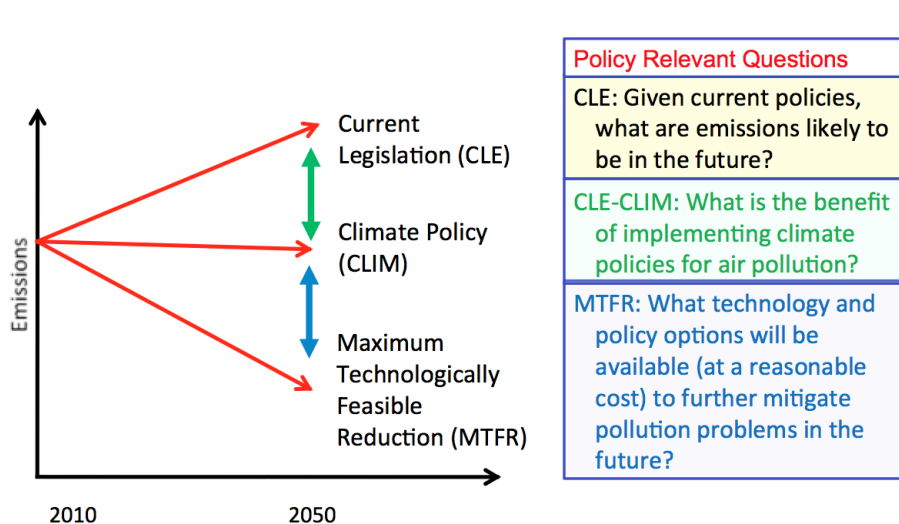 Emissions
Current
Legislation (CLE)
Climate Policy
(CLIM)
Maximum
Technologically
Feasible
Reduction (MTFR)
2010
2050
Policy Relevant Questions
CLE: Given current policies,
what are emissions likely to
be in the future?
CLE-CLIM: What is the benefit
of implementing climate
policies for air pollution?
MTFR: What technology and
policy options will be
available (at a reasonable
cost) to further mitigate
pollution problems in the
future?